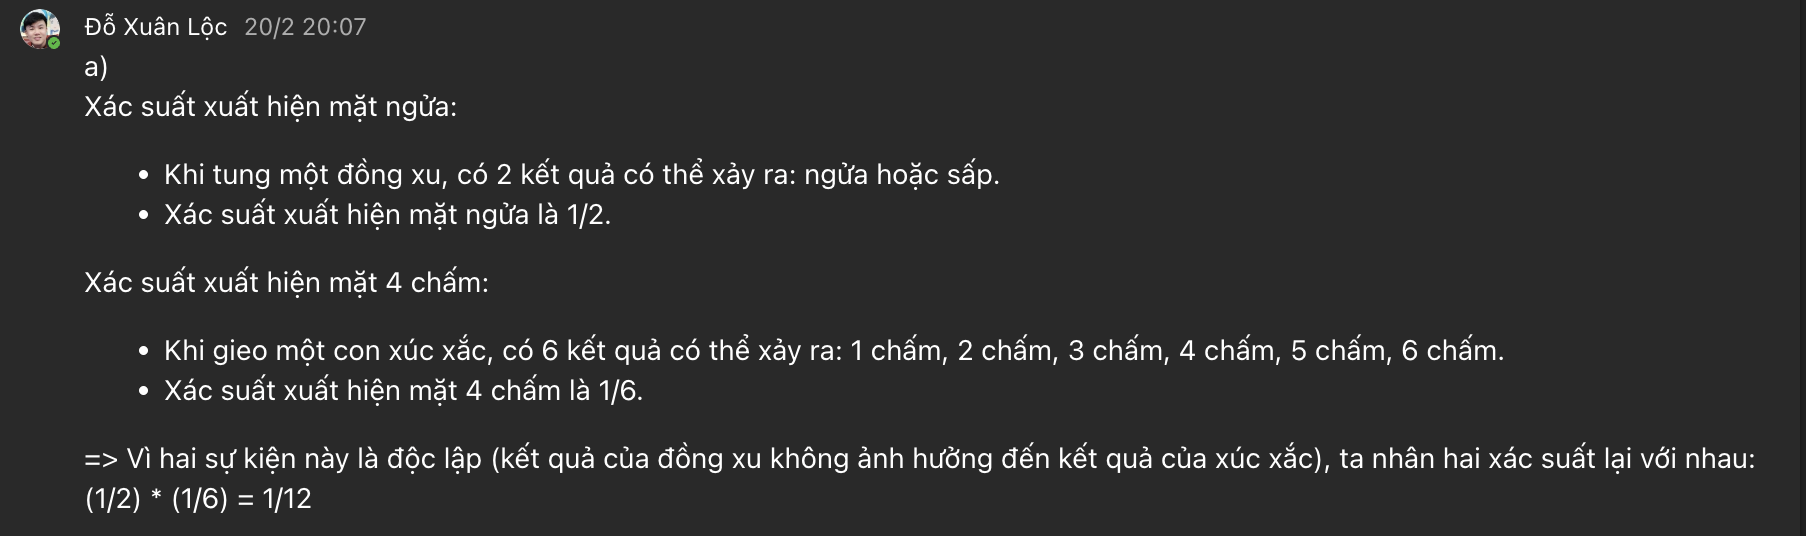 Đỗ Xuân Lộc 20/2 20:07
a)
Xác suất xuất hiện mặt ngửa:
• Khi tung một đồng xu, có 2 kết quả có thể xảy ra: ngửa hoặc sấp.
• Xác suất xuất hiện mặt ngửa là 1/2.
Xác suất xuất hiện mặt 4 chấm:
• Khi gieo một con xúc xắc, có 6 kết quả có thể xảy ra: 1 chấm, 2 chấm, 3 chấm, 4 chấm, 5 chấm, 6 chấm.
• Xác suất xuất hiện mặt 4 chấm là 1/6.
=> Vì hai sự kiện này là độc lập (kết quả của đồng xu không ảnh hưởng đến kết quả của xúc xắc), ta nhân hai xác suất lại với nhau:
(1/2) * (1/6) = 1/12